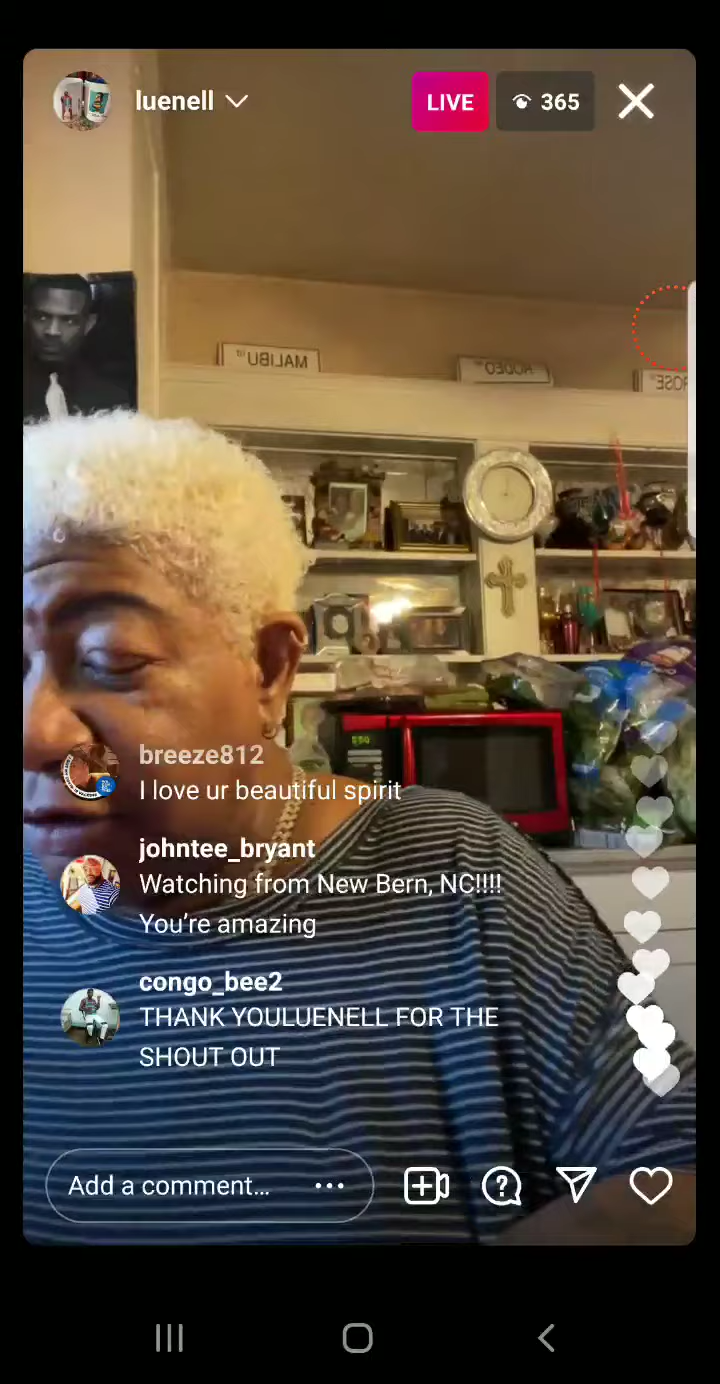 luenell
LIVE
365
MALIBU
RODEO
ROSE
breeze812
I love ur beautiful spirit
johntee_bryant
Watching from New Bern, NC!!!!
You’re amazing
congo_bee2
THANK YOULUENELL FOR THE
SHOUT OUT
Add a comment...